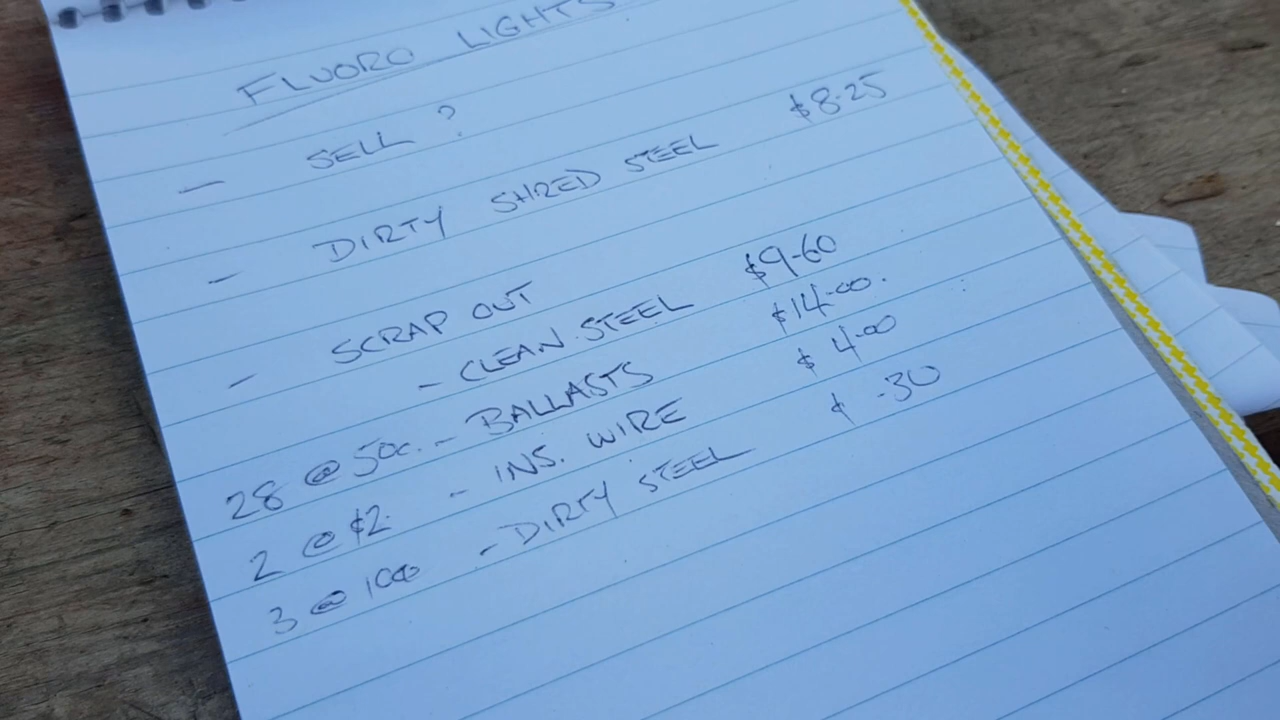 FLUORO LIGHTS
- SELL ?
- DIRTY SHRED STEEL $8.25
- SCRAP OUT
- CLEAN STEEL $9.60
28 @ 50c. - BALLASTS $14.00.
2 @ $2. - INS. WIRE $ 4.00
3 @ 10c - DIRTY STEEL $ .30